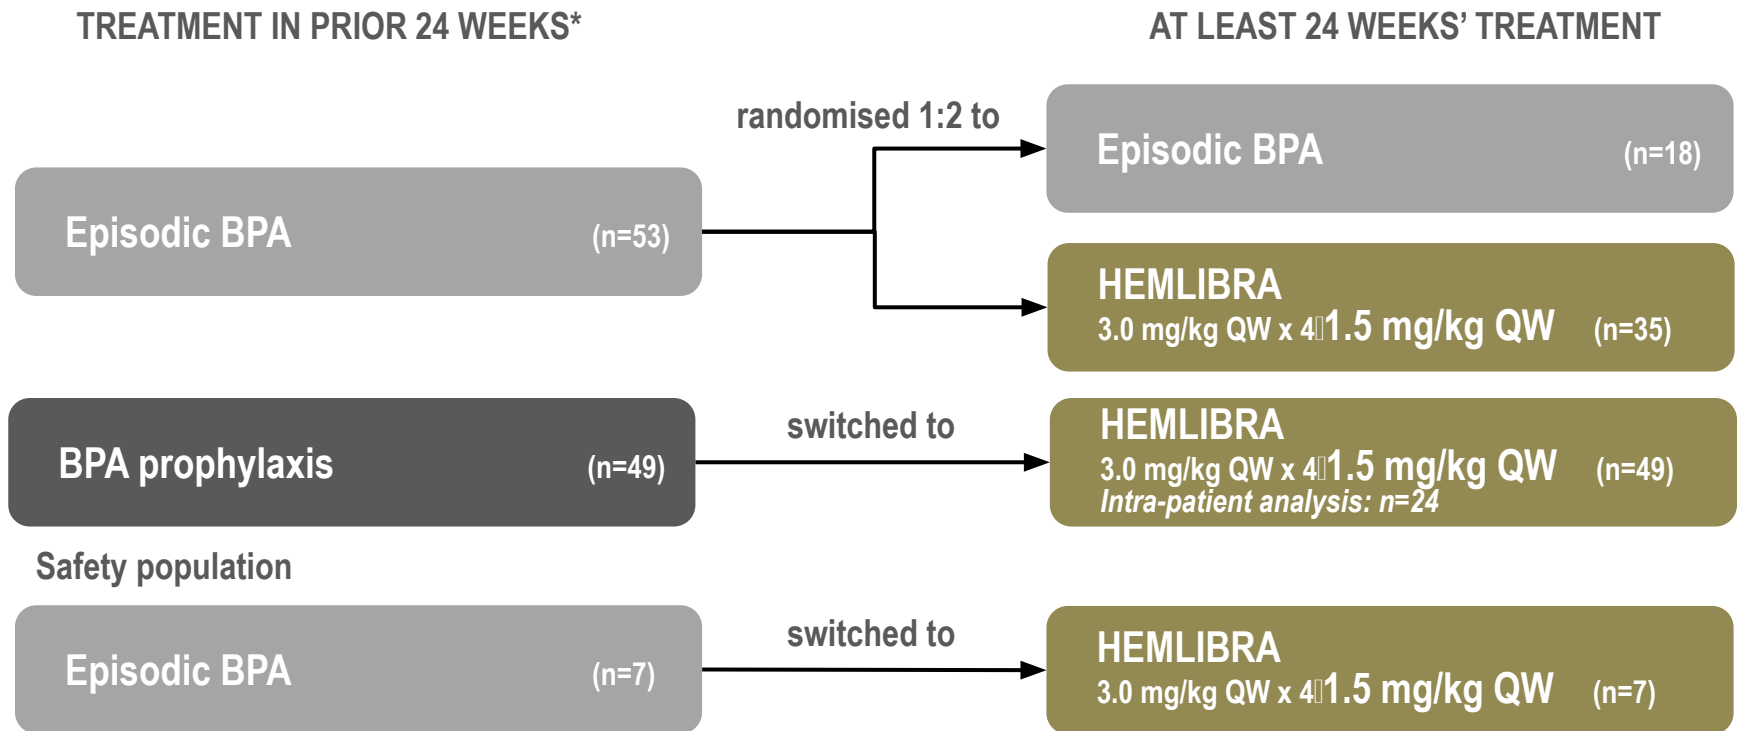 TREATMENT IN PRIOR 24 WEEKS*
AT LEAST 24 WEEKS’ TREATMENT
randomised 1:2 to
Episodic BPA (n=53)
Episodic BPA (n=18)
HEMLIBRA
3.0 mg/kg QW x 4▯1.5 mg/kg QW (n=35)
BPA prophylaxis (n=49)
switched to
HEMLIBRA
3.0 mg/kg QW x 4▯1.5 mg/kg QW (n=49)
Intra-patient analysis: n=24
Safety population
Episodic BPA (n=7)
switched to
HEMLIBRA
3.0 mg/kg QW x 4▯1.5 mg/kg QW (n=7)